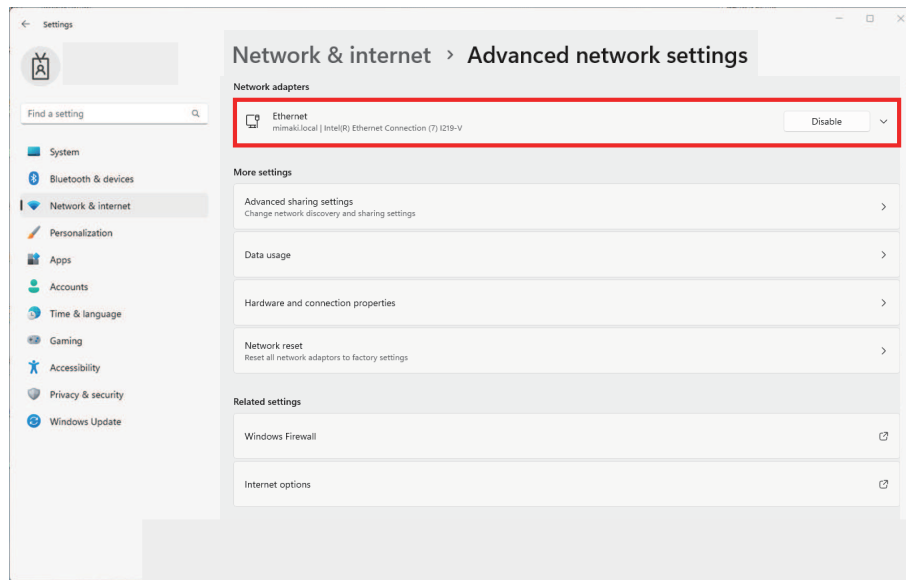 Settings
Network & internet > Advanced network settings
Find a setting
System
Bluetooth & devices
Network & internet
Personalization
Apps
Accounts
Time & language
Gaming
Accessibility
Privacy & security
Windows Update
Network adapters
Ethernet
mimaki.local | Intel(R) Ethernet Connection (7) I219-V
Disable
More settings
Advanced sharing settings
Change network discovery and sharing settings
Data usage
Hardware and connection properties
Network reset
Reset all network adaptors to factory settings
Related settings
Windows Firewall
Internet options